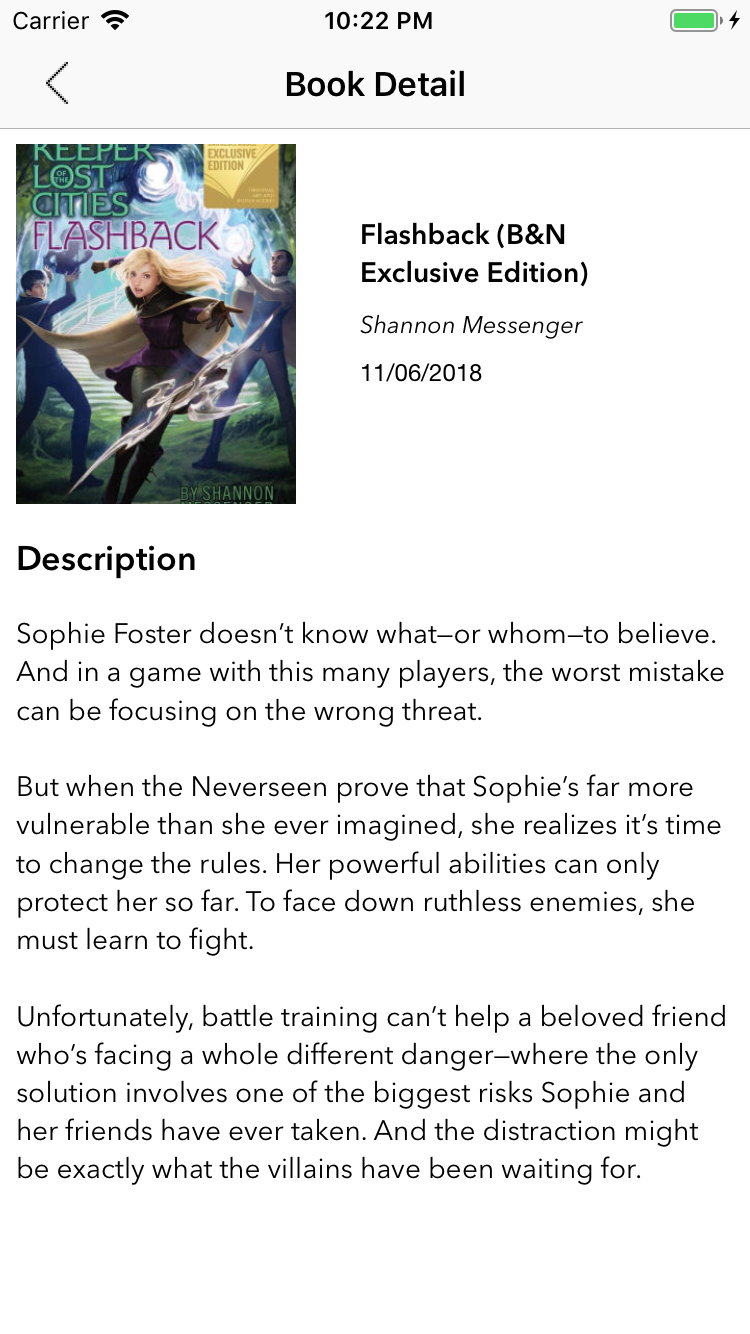 Carrier
10:22 PM
Book Detail
KEEPER
OF THE
LOST
CITIES
FLASHBACK
EXCLUSIVE
EDITION
BY SHANNON
MESSENGER
Flashback (B&N
Exclusive Edition)
Shannon Messenger
11/06/2018
Description
Sophie Foster doesn’t know what—or whom—to believe.
And in a game with this many players, the worst mistake
can be focusing on the wrong threat.
But when the Neverseen prove that Sophie’s far more
vulnerable than she ever imagined, she realizes it’s time
to change the rules. Her powerful abilities can only
protect her so far. To face down ruthless enemies, she
must learn to fight.
Unfortunately, battle training can’t help a beloved friend
who’s facing a whole different danger—where the only
solution involves one of the biggest risks Sophie and
her friends have ever taken. And the distraction might
be exactly what the villains have been waiting for.